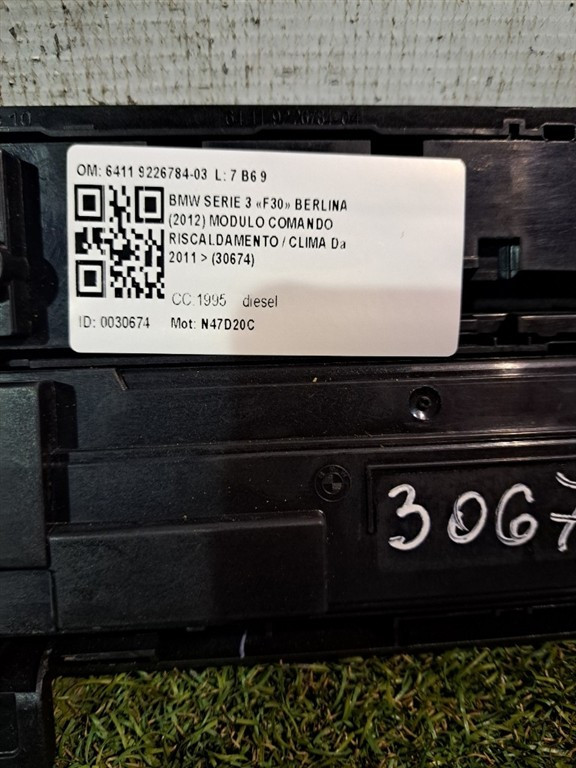 OM: 6411 9226784-03 L: 7 B6 9
BMW SERIE 3 «F30» BERLINA
(2012) MODULO COMANDO
RISCALDAMENTO / CLIMA Da
2011 > (30674)
CC:1995 diesel
ID: 0030674 Mot: N47D20C
3067